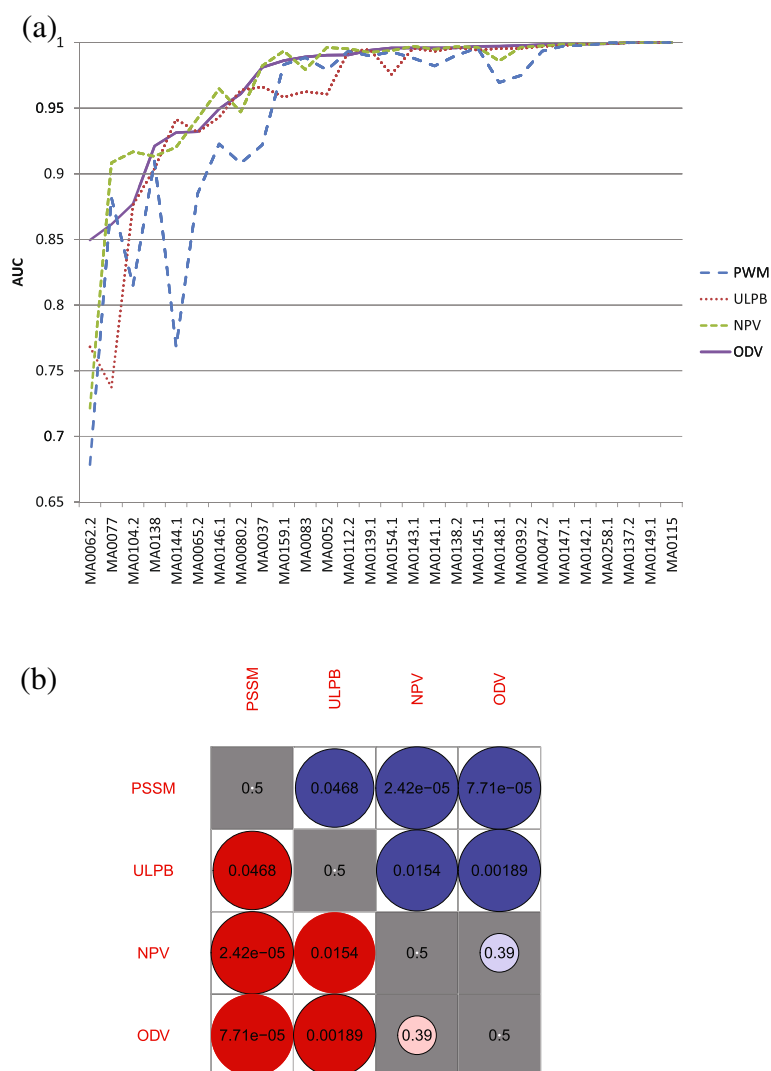 (a)
1
0.95
0.9
0.85
0.8
0.75
0.7
0.65
AUC
PWM
ULPB
NPV
ODV
MA0062.2
MA0077
MA0104.2
MA0138
MA0144.1
MA0065.2
MA0146.1
MA0080.2
MA0037
MA0159.1
MA0083
MA0052
MA0112.2
MA0139.1
MA0154.1
MA0143.1
MA0141.1
MA0138.2
MA0145.1
MA0148.1
MA0039.2
MA0047.2
MA0147.1
MA0142.1
MA0258.1
MA0137.2
MA0149.1
MA0115
(b)
PSSM ULPB NPV ODV
PSSM 0.5 0.0468 2.42e−05 7.71e−05
ULPB 0.0468 0.5 0.0154 0.00189
NPV 2.42e−05 0.0154 0.5 0.39
ODV 7.71e−05 0.00189 0.39 0.5